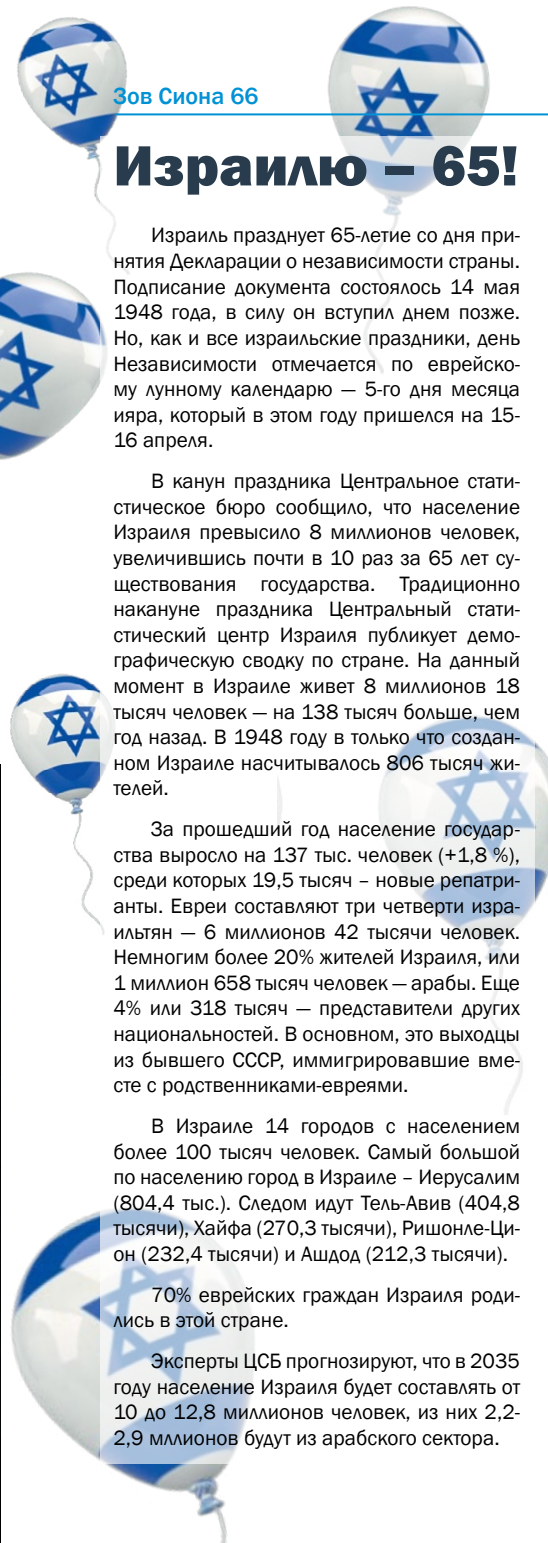 Зов Сиона 66
Израилю – 65!
Израиль празднует 65-летие со дня при-
нятия Декларации о независимости страны.
Подписание документа состоялось 14 мая
1948 года, в силу он вступил днем позже.
Но, как и все израильские праздники, день
Независимости отмечается по еврейско-
му лунному календарю — 5-го дня месяца
ияра, который в этом году пришелся на 15-
16 апреля.
В канун праздника Центральное стати-
стическое бюро сообщило, что население
Израиля превысило 8 миллионов человек,
увеличившись почти в 10 раз за 65 лет су-
ществования государства. Традиционно
накануне праздника Центральный стати-
стический центр Израиля публикует демо-
графическую сводку по стране. На данный
момент в Израиле живет 8 миллионов 18
тысяч человек — на 138 тысяч больше, чем
год назад. В 1948 году в только что создан-
ном Израиле насчитывалось 806 тысяч жи-
телей.
За прошедший год население государ-
ства выросло на 137 тыс. человек (+1,8 %),
среди которых 19,5 тысяч – новые репатри-
анты. Евреи составляют три четверти изра-
ильтян — 6 миллионов 42 тысячи человек.
Немногим более 20% жителей Израиля, или
1 миллион 658 тысяч человек — арабы. Еще
4% или 318 тысяч — представители других
национальностей. В основном, это выходцы
из бывшего СССР, иммигрировавшие вме-
сте с родственниками-евреями.
В Израиле 14 городов с населением
более 100 тысяч человек. Самый большой
по населению город в Израиле – Иерусалим
(804,4 тыс.). Следом идут Тель-Авив (404,8
тысячи), Хайфа (270,3 тысячи), Ришонле-Ци-
он (232,4 тысячи) и Ашдод (212,3 тысячи).
70% еврейских граждан Израиля роди-
лись в этой стране.
Эксперты ЦСБ прогнозируют, что в 2035
году население Израиля будет составлять от
10 до 12,8 миллионов человек, из них 2,2-
2,9 мллионов будут из арабского сектора.